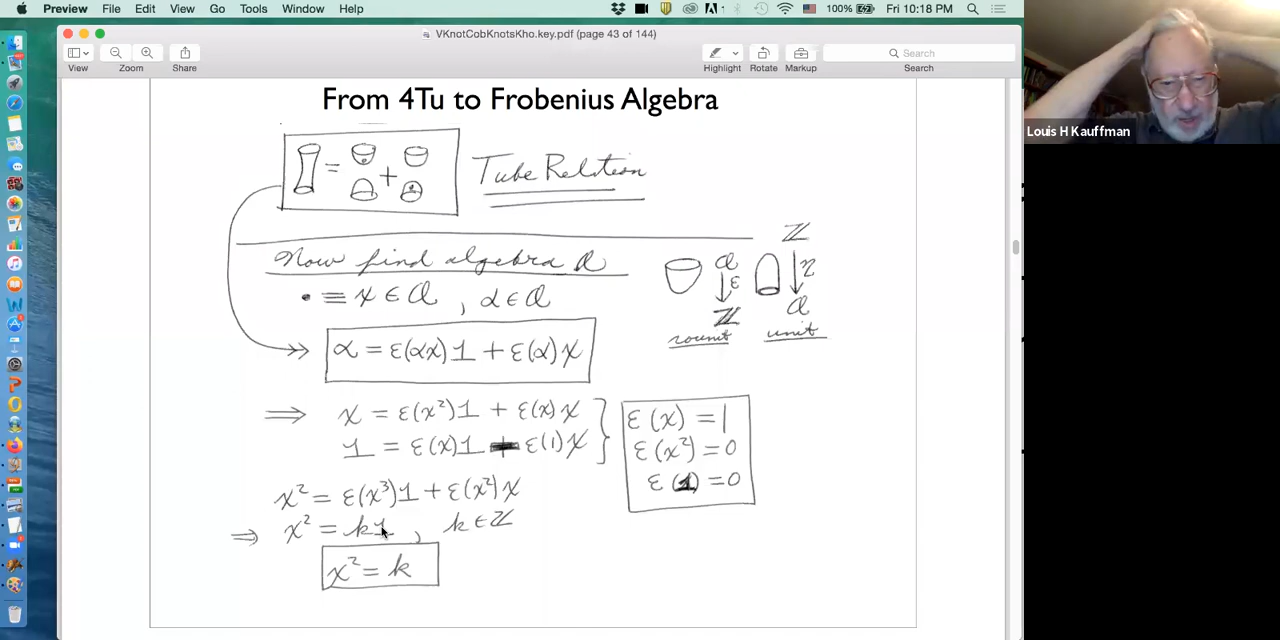 Preview File Edit View Go Tools Window Help
100% Fri 10:18 PM
VKnotCobKnotsKho.key.pdf (page 43 of 144)
View Zoom Share Highlight Rotate Markup Search
Search
Louis H Kauffman
From 4Tu to Frobenius Algebra
= + Tube Relation
Now find algebra 𝒜
• ≡ x ∈ 𝒜, α ∈ 𝒜
𝒜 ↓ε ℤ
counit
ℤ ↓η 𝒜
unit
α = ε(αx)1 + ε(α)x
⟹ x = ε(x²)1 + ε(x)x
1 = ε(x)1 + ε(1)x
ε(x) = 1
ε(x²) = 0
ε(1) = 0
x² = ε(x³)1 + ε(x²)x
⟹ x² = k1, k ∈ ℤ
x² = k